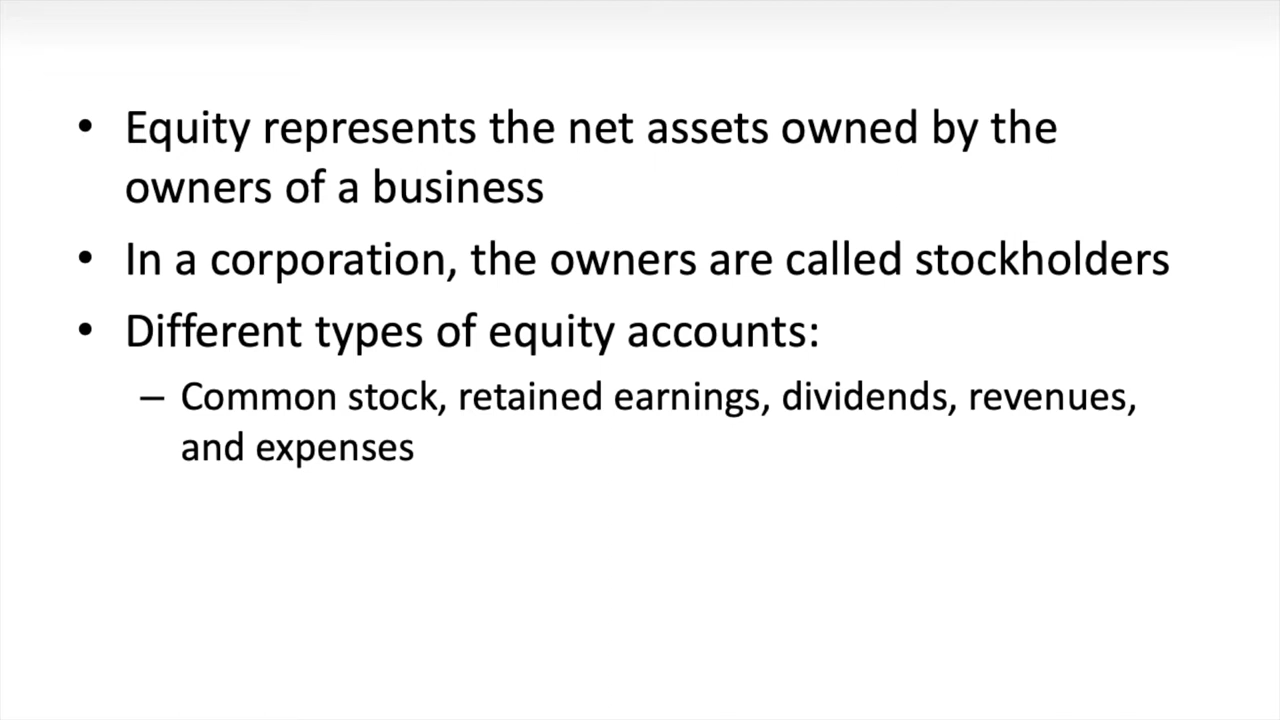 • Equity represents the net assets owned by the
owners of a business
• In a corporation, the owners are called stockholders
• Different types of equity accounts:
– Common stock, retained earnings, dividends, revenues,
and expenses